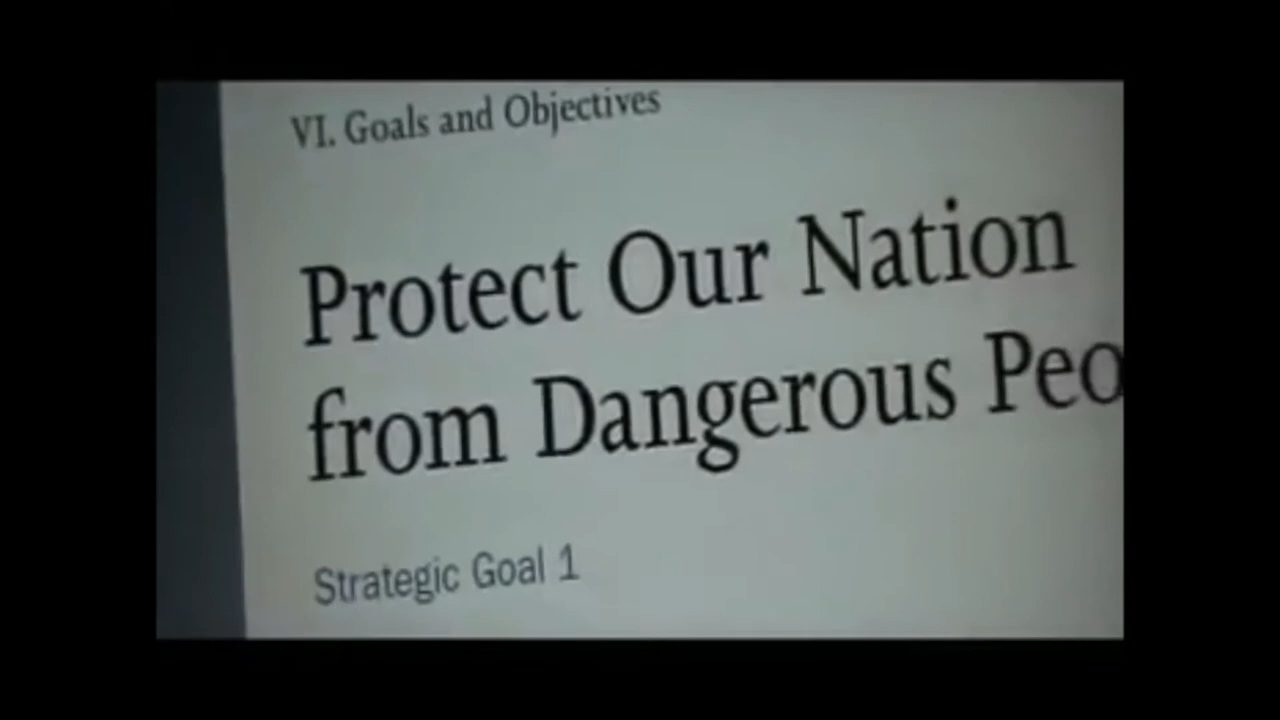 VI. Goals and Objectives
Protect Our Nation
from Dangerous Peo
Strategic Goal 1